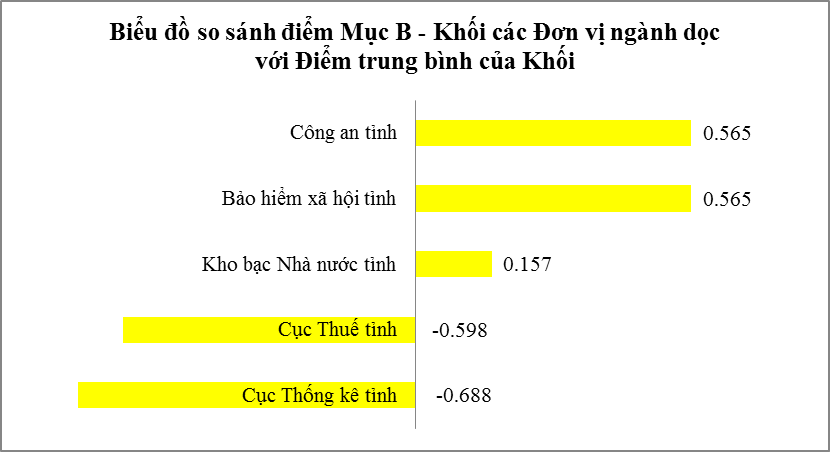 Biểu đồ so sánh điểm Mục B - Khối các Đơn vị ngành dọc
với Điểm trung bình của Khối
Công an tỉnh 0.565
Bảo hiểm xã hội tỉnh 0.565
Kho bạc Nhà nước tỉnh 0.157
Cục Thuế tỉnh -0.598
Cục Thống kê tỉnh -0.688